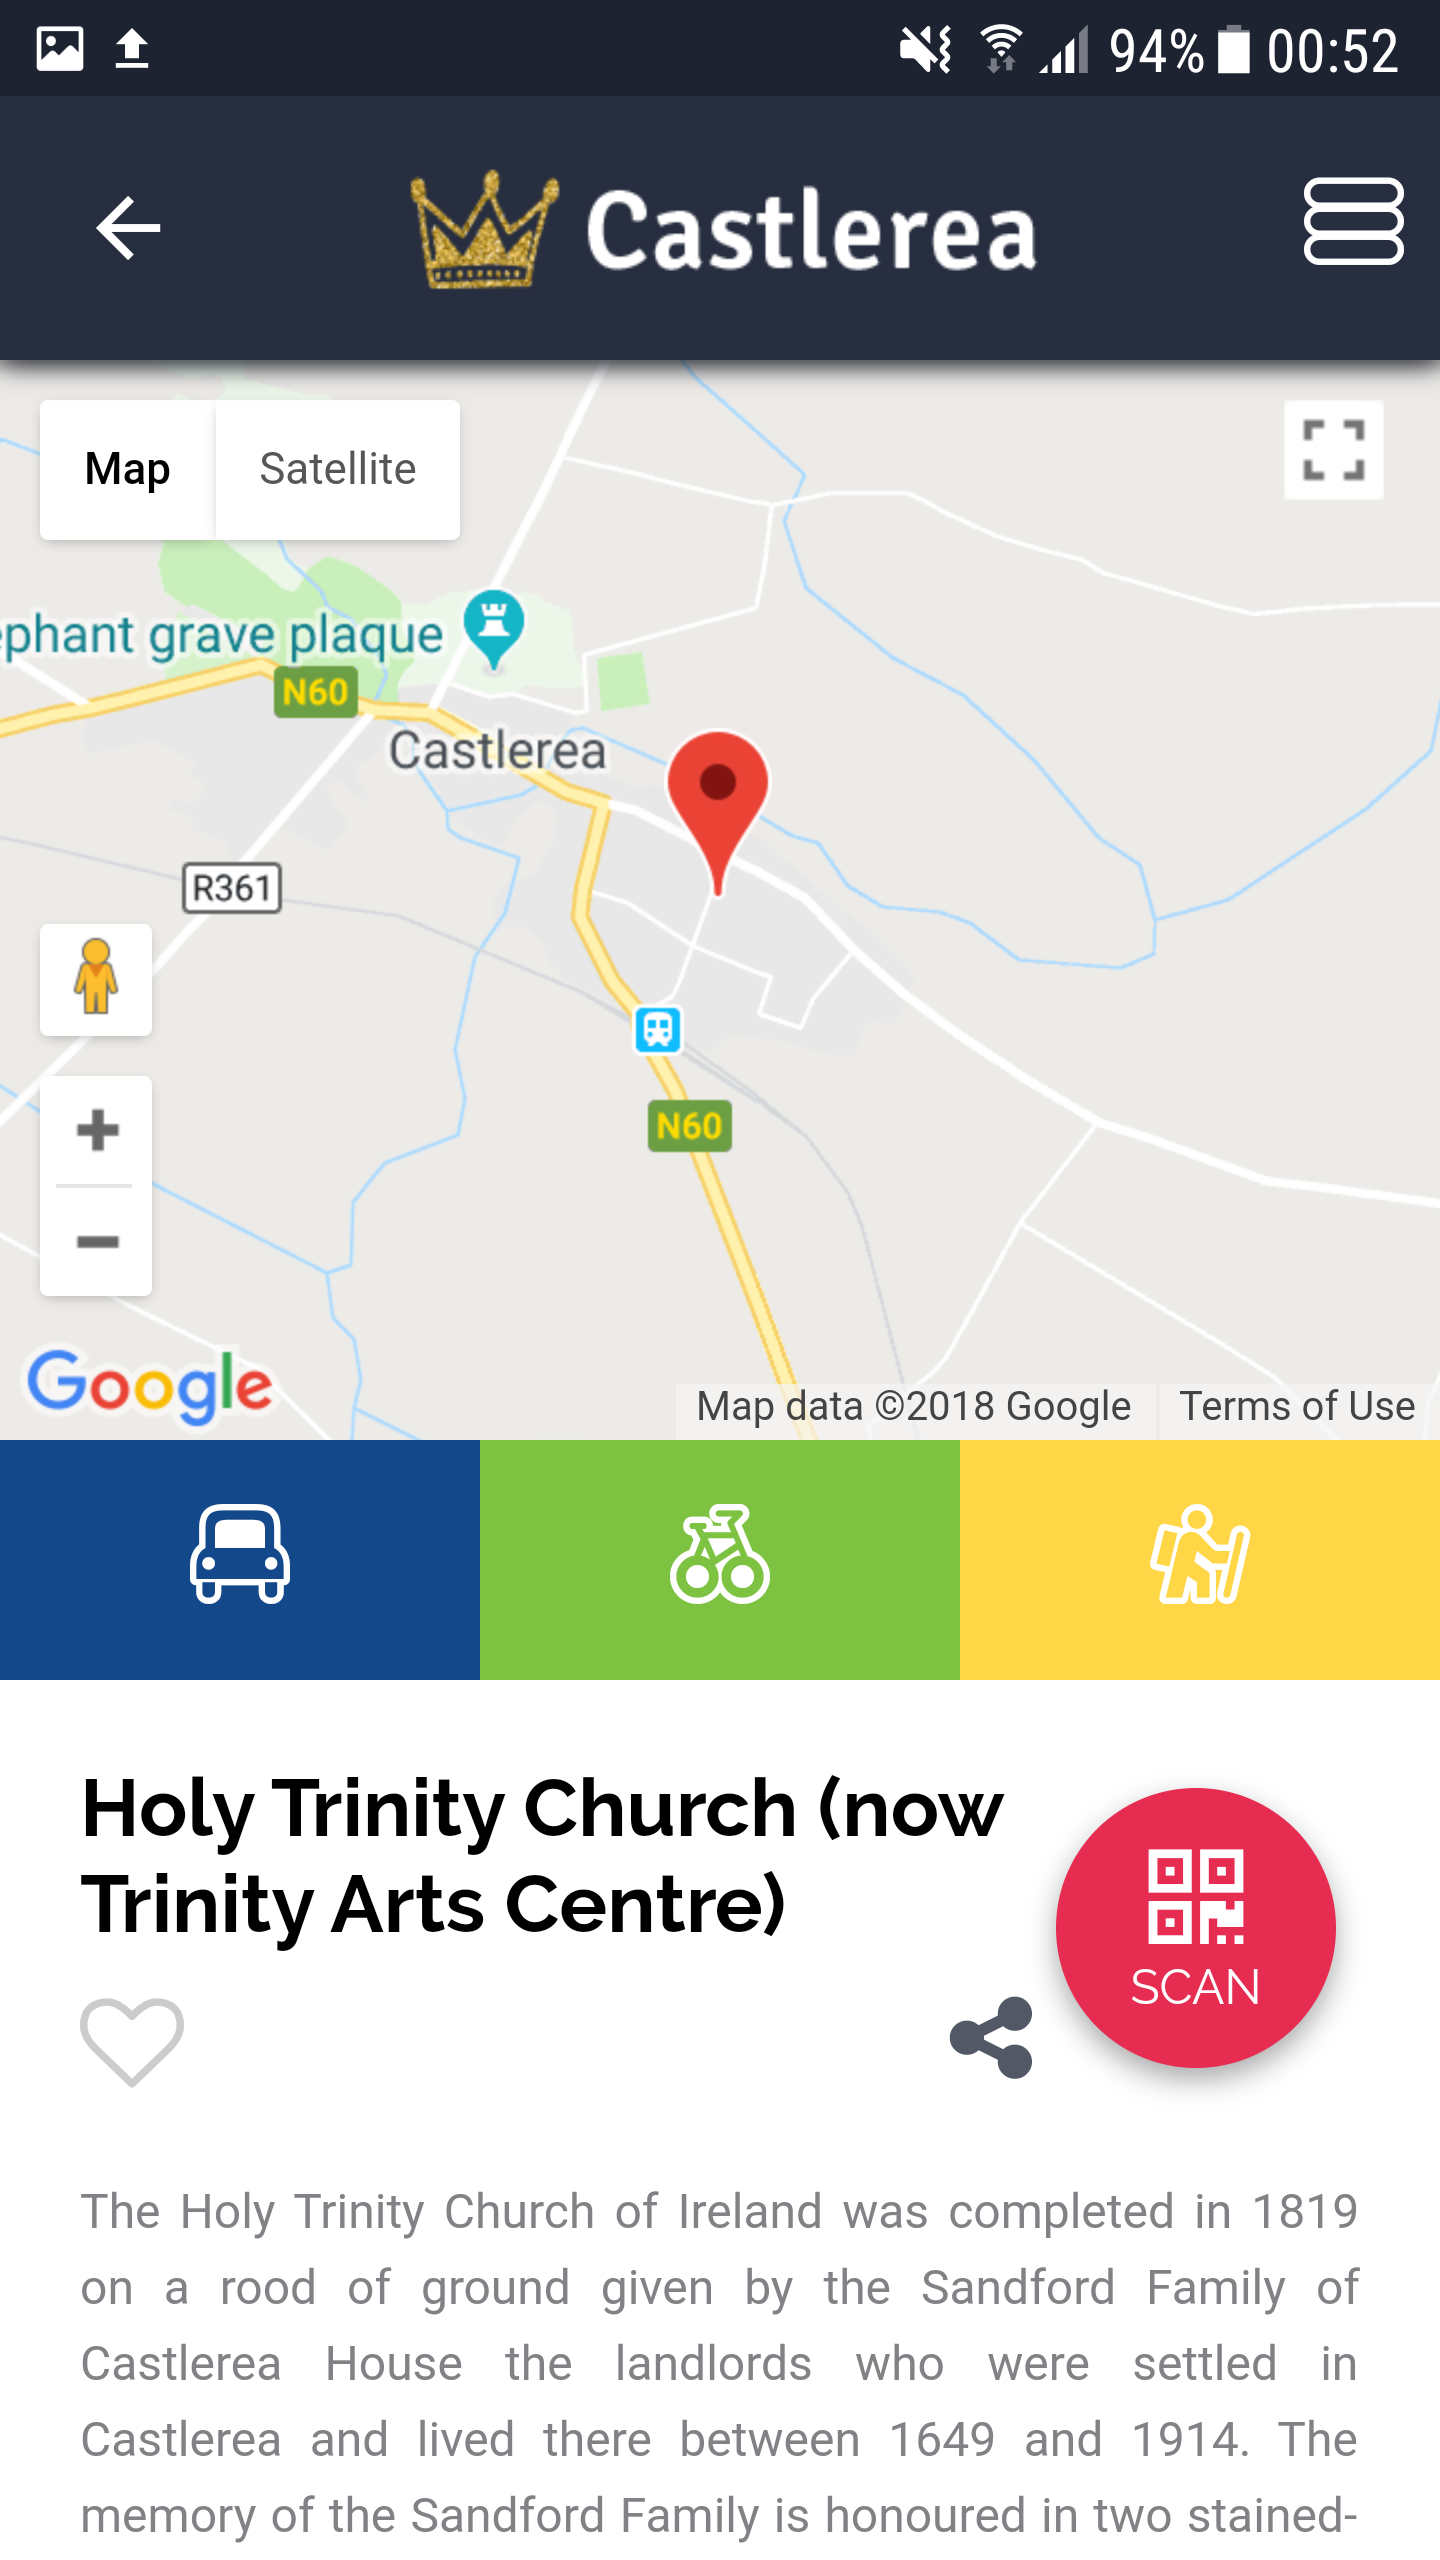 94% 00:52
Castlerea
Map Satellite
ephant grave plaque
N60
Castlerea
R361
N60
Google
Map data ©2018 Google Terms of Use
Holy Trinity Church (now
Trinity Arts Centre)
SCAN
The Holy Trinity Church of Ireland was completed in 1819
on a rood of ground given by the Sandford Family of
Castlerea House the landlords who were settled in
Castlerea and lived there between 1649 and 1914. The
memory of the Sandford Family is honoured in two stained-